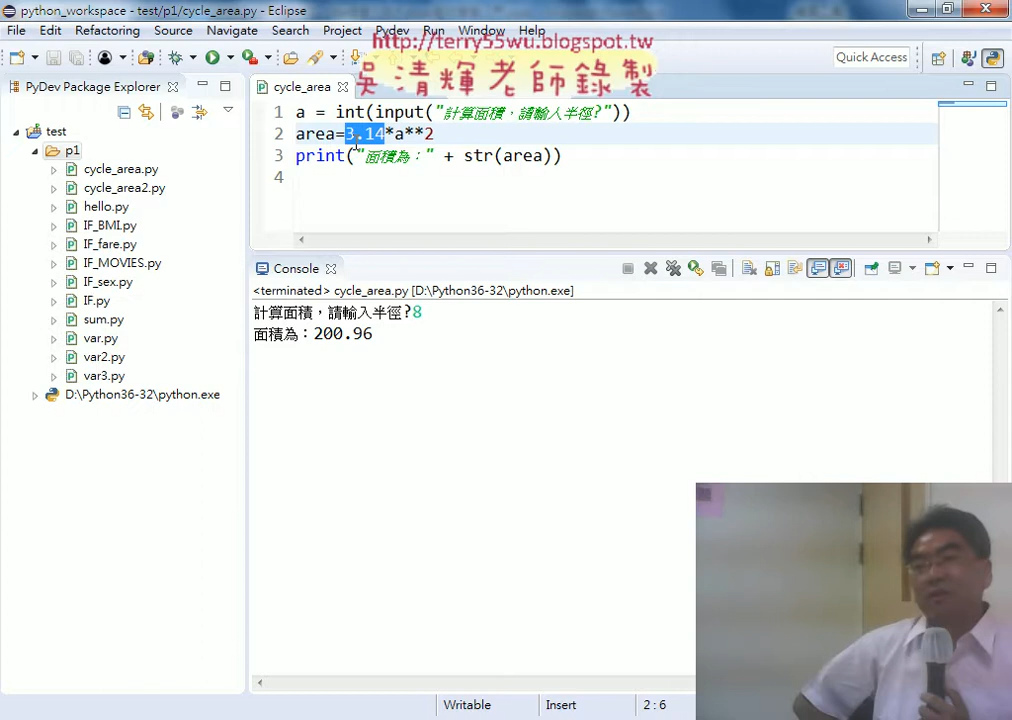 python_workspace - test/p1/cycle_area.py - Eclipse
File Edit Refactoring Source Navigate Search Project Pydev Run Window Help
http://terry55wu.blogspot.tw
吳清輝老師錄製
Quick Access
PyDev Package Explorer
cycle_area
test
p1
cycle_area.py
cycle_area2.py
hello.py
IF_BMI.py
IF_fare.py
IF_MOVIES.py
IF_sex.py
IF.py
sum.py
var.py
var2.py
var3.py
D:\Python36-32\python.exe
1 a = int(input("計算面積，請輸入半徑?"))
2 area=3.14*a**2
3 print("面積為：" + str(area))
4
Console
<terminated> cycle_area.py [D:\Python36-32\python.exe]
計算面積，請輸入半徑?8
面積為：200.96
Writable Insert 2 : 6